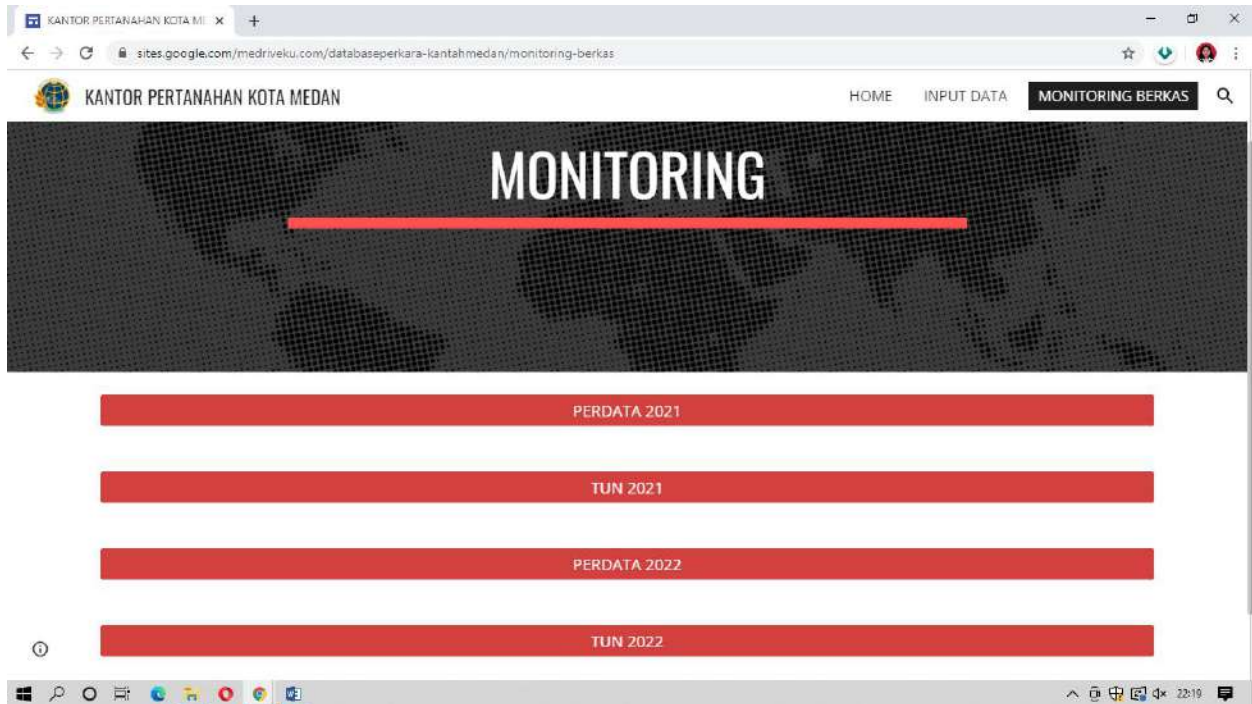 KANTOR PERTANAHAN KOTA ME
sites.google.com/medriveku.com/databaseperkara-kantahmedan/monitoring-berkas
KANTOR PERTANAHAN KOTA MEDAN
HOME INPUT DATA MONITORING BERKAS
MONITORING
PERDATA 2021
TUN 2021
PERDATA 2022
TUN 2022
22:19